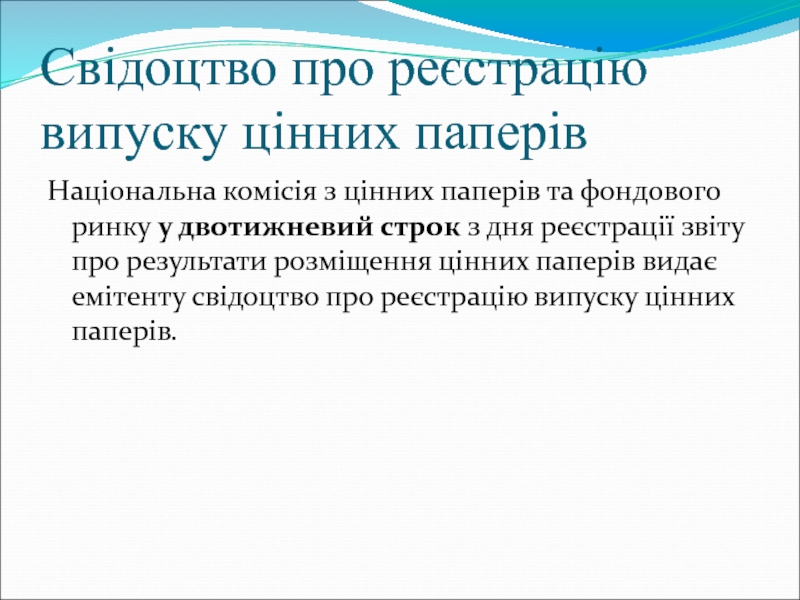 Свідоцтво про реєстрацію
випуску цінних паперів
Національна комісія з цінних паперів та фондового
ринку у двотижневий строк з дня реєстрації звіту
про результати розміщення цінних паперів видає
емітенту свідоцтво про реєстрацію випуску цінних
паперів.